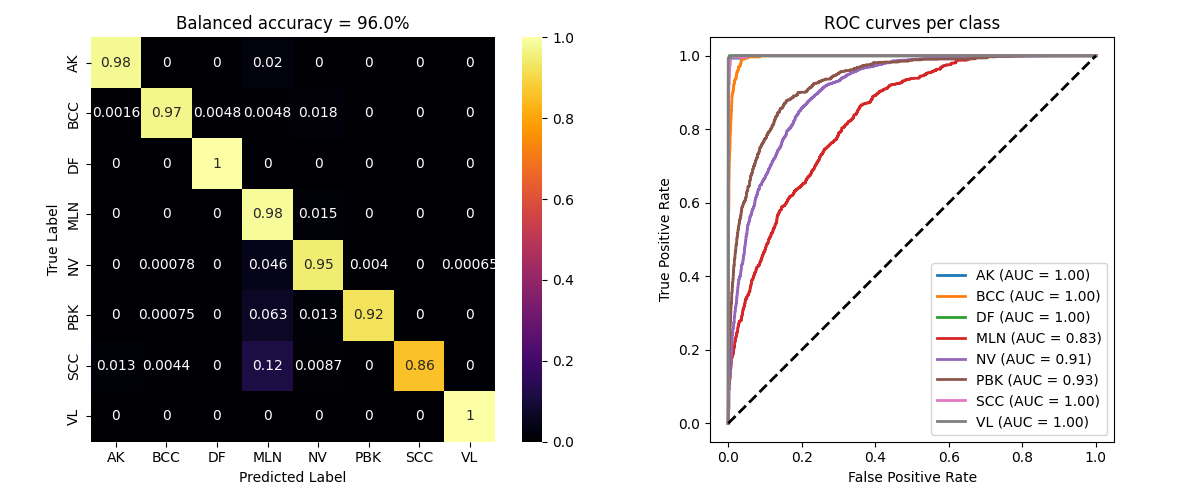 Balanced accuracy = 96.0%
True Label
AK 0.98 0 0 0.02 0 0 0 0
BCC 0.0016 0.97 0.0048 0.0048 0.018 0 0 0
DF 0 0 1 0 0 0 0 0
MLN 0 0 0 0.98 0.015 0 0 0
NV 0 0.00078 0 0.046 0.95 0.004 0 0.00065
PBK 0 0.00075 0 0.063 0.013 0.92 0 0
SCC 0.013 0.0044 0 0.12 0.0087 0 0.86 0
VL 0 0 0 0 0 0 0 1
AK BCC DF MLN NV PBK SCC VL
Predicted Label
1.0
0.8
0.6
0.4
0.2
0.0
ROC curves per class
True Positive Rate
1.0
0.8
0.6
0.4
0.2
0.0
AK (AUC = 1.00)
BCC (AUC = 1.00)
DF (AUC = 1.00)
MLN (AUC = 0.83)
NV (AUC = 0.91)
PBK (AUC = 0.93)
SCC (AUC = 1.00)
VL (AUC = 1.00)
0.0 0.2 0.4 0.6 0.8 1.0
False Positive Rate